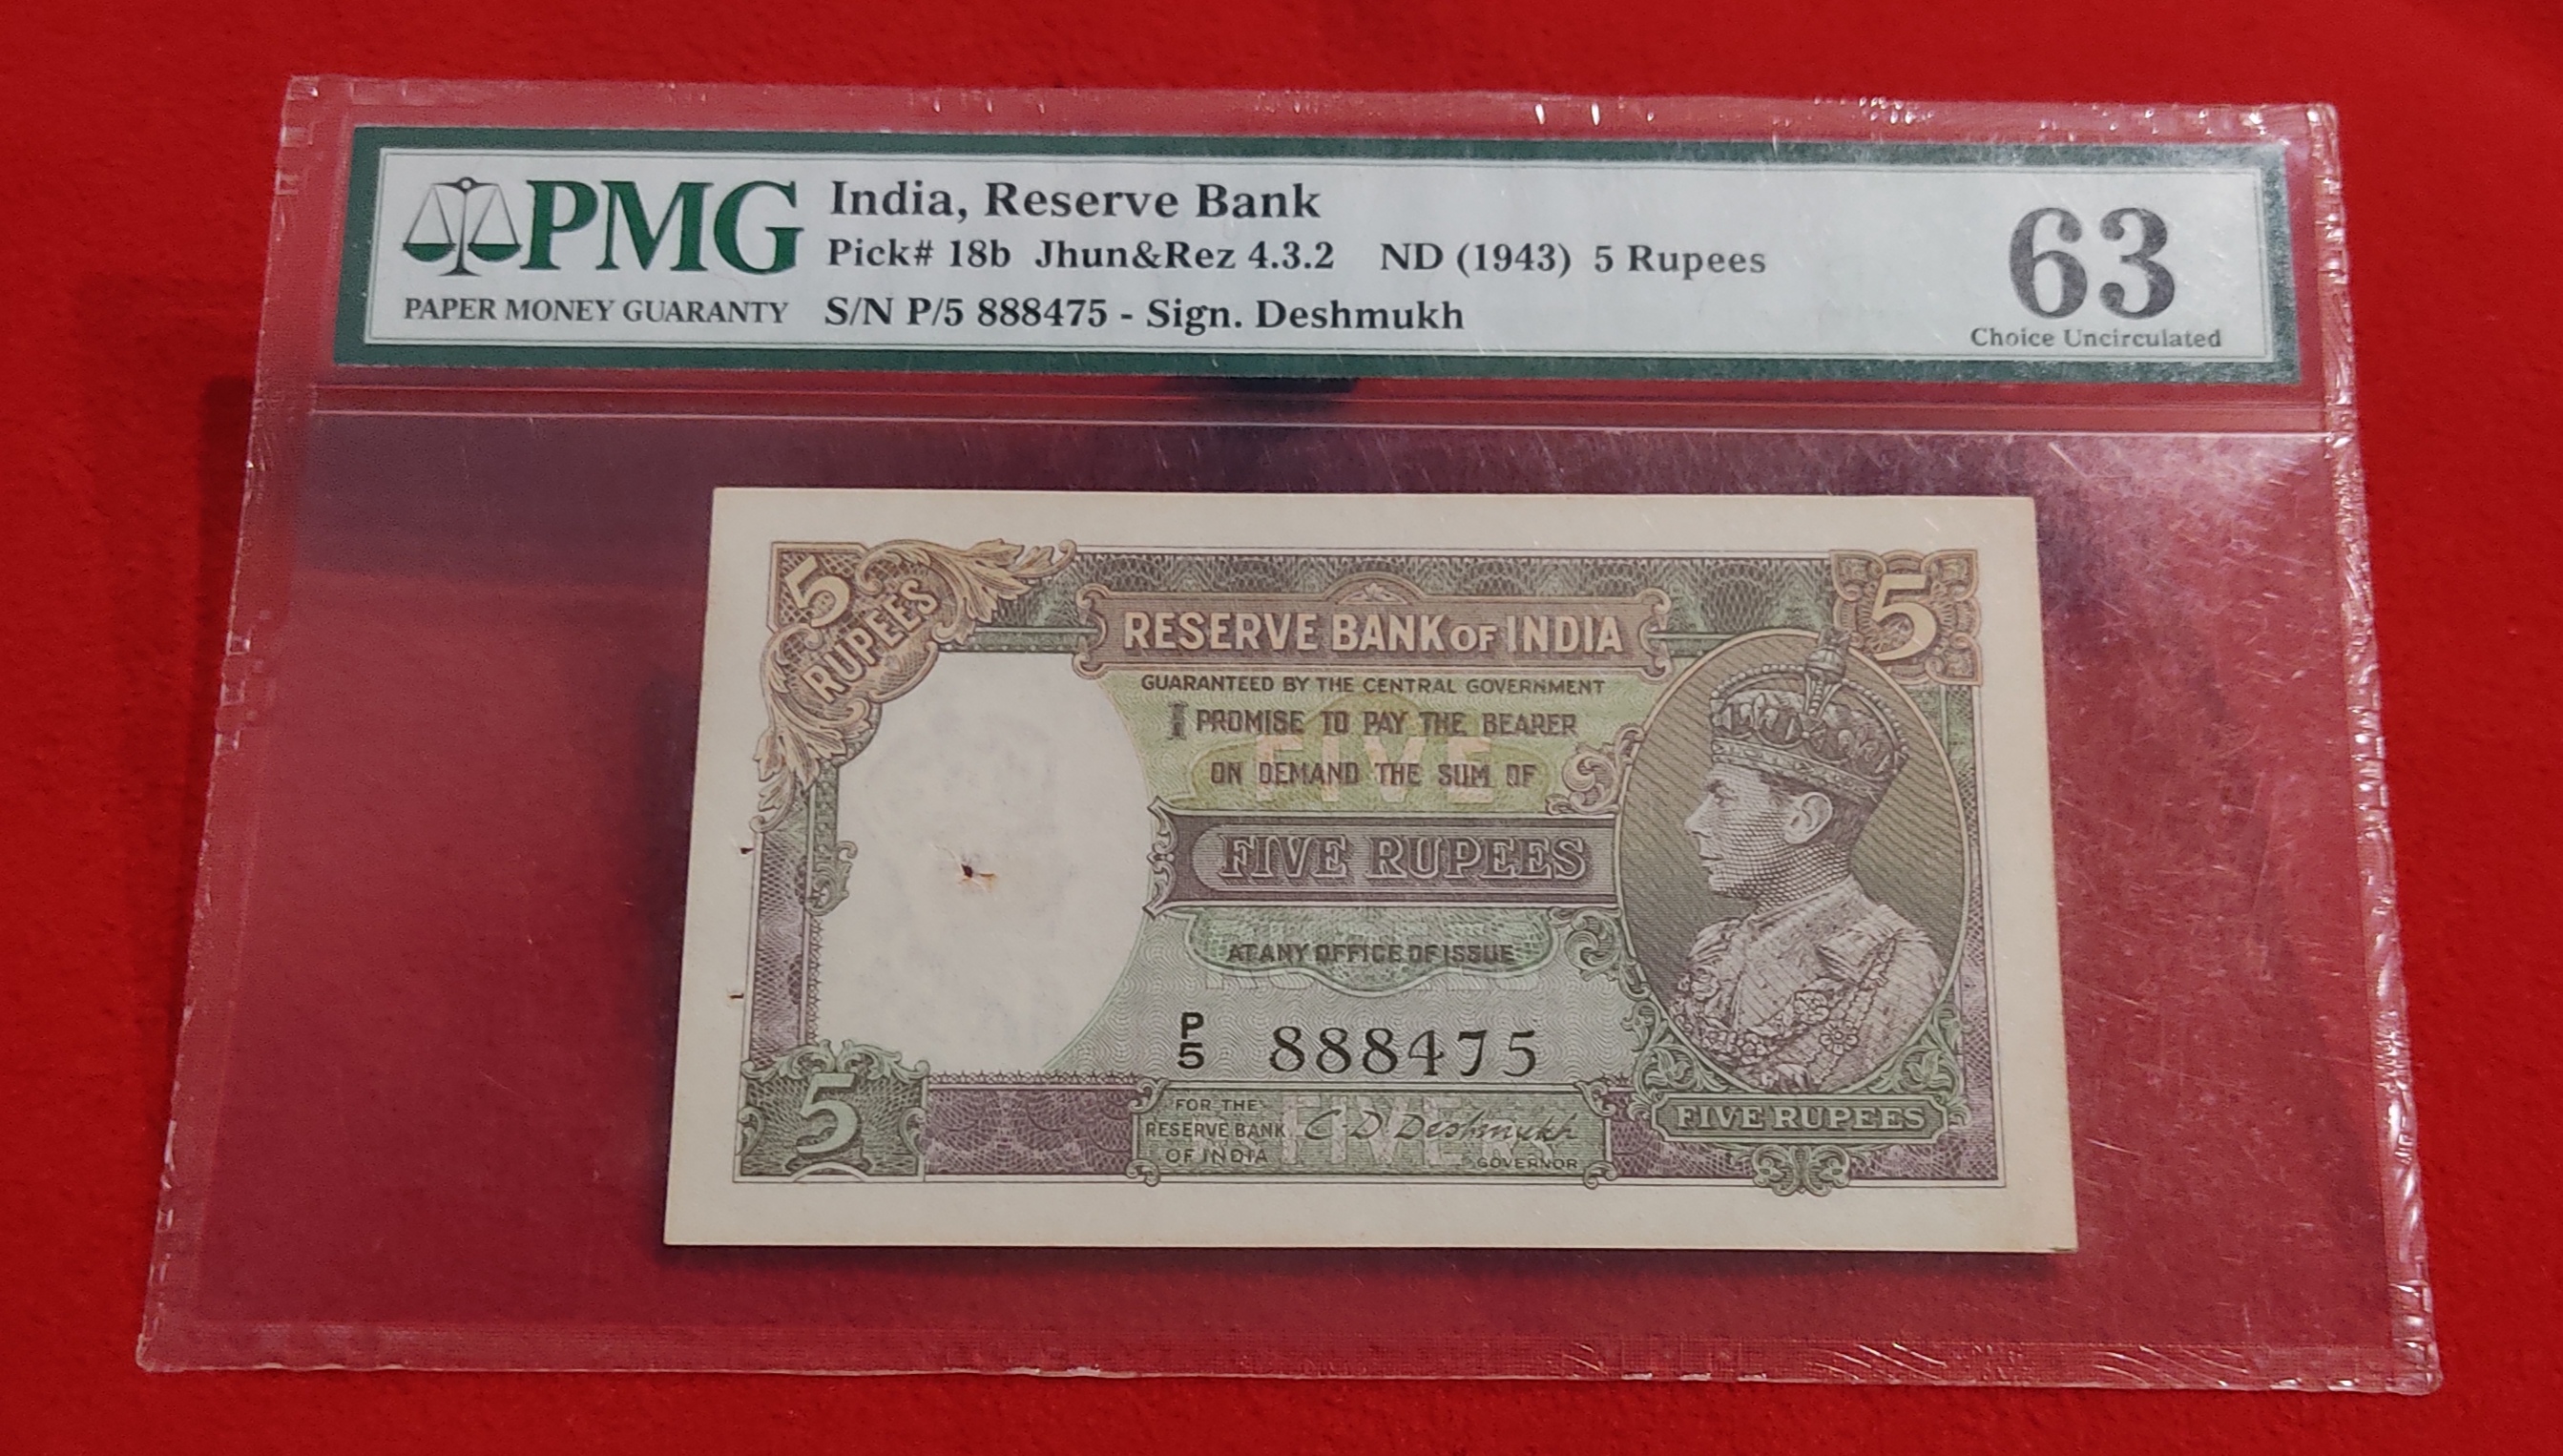 PMG
PAPER MONEY GUARANTY
India, Reserve Bank
Pick# 18b Jhun&Rez 4.3.2 ND (1943) 5 Rupees
S/N P/5 888475 - Sign. Deshmukh
63
Choice Uncirculated
5
RUPEES
5
RESERVE BANK OF INDIA
GUARANTEED BY THE CENTRAL GOVERNMENT
I PROMISE TO PAY THE BEARER
FIVE
ON DEMAND THE SUM OF
FIVE RUPEES
AT ANY OFFICE OF ISSUE
RUPEES
P
5 888475
5
FOR THE
RESERVE BANK
OF INDIA
FIVE
C D Deshmukh
GOVERNOR
FIVE RUPEES